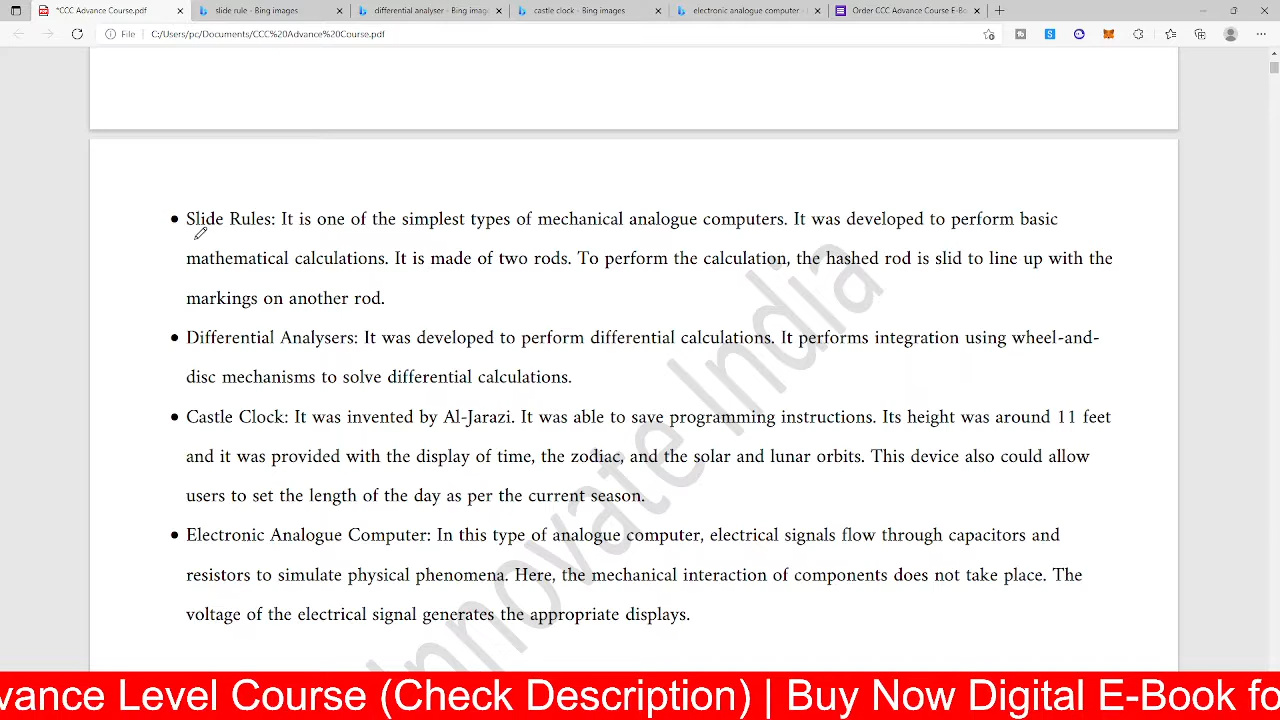 *CCC Advance Course.pdf
slide rule - Bing images
differential analyser - Bing imag
castle clock - Bing images
electronic analogue computer -
Order CCC Advance Course E-B
File
C:/Users/pc/Documents/CCC%20Advance%20Course.pdf
• Slide Rules: It is one of the simplest types of mechanical analogue computers. It was developed to perform basic
mathematical calculations. It is made of two rods. To perform the calculation, the hashed rod is slid to line up with the
markings on another rod.
• Differential Analysers: It was developed to perform differential calculations. It performs integration using wheel-and-
disc mechanisms to solve differential calculations.
• Castle Clock: It was invented by Al-Jarazi. It was able to save programming instructions. Its height was around 11 feet
and it was provided with the display of time, the zodiac, and the solar and lunar orbits. This device also could allow
users to set the length of the day as per the current season.
• Electronic Analogue Computer: In this type of analogue computer, electrical signals flow through capacitors and
resistors to simulate physical phenomena. Here, the mechanical interaction of components does not take place. The
voltage of the electrical signal generates the appropriate displays.
Innovate India
vance Level Course (Check Description) | Buy Now Digital E-Book fo